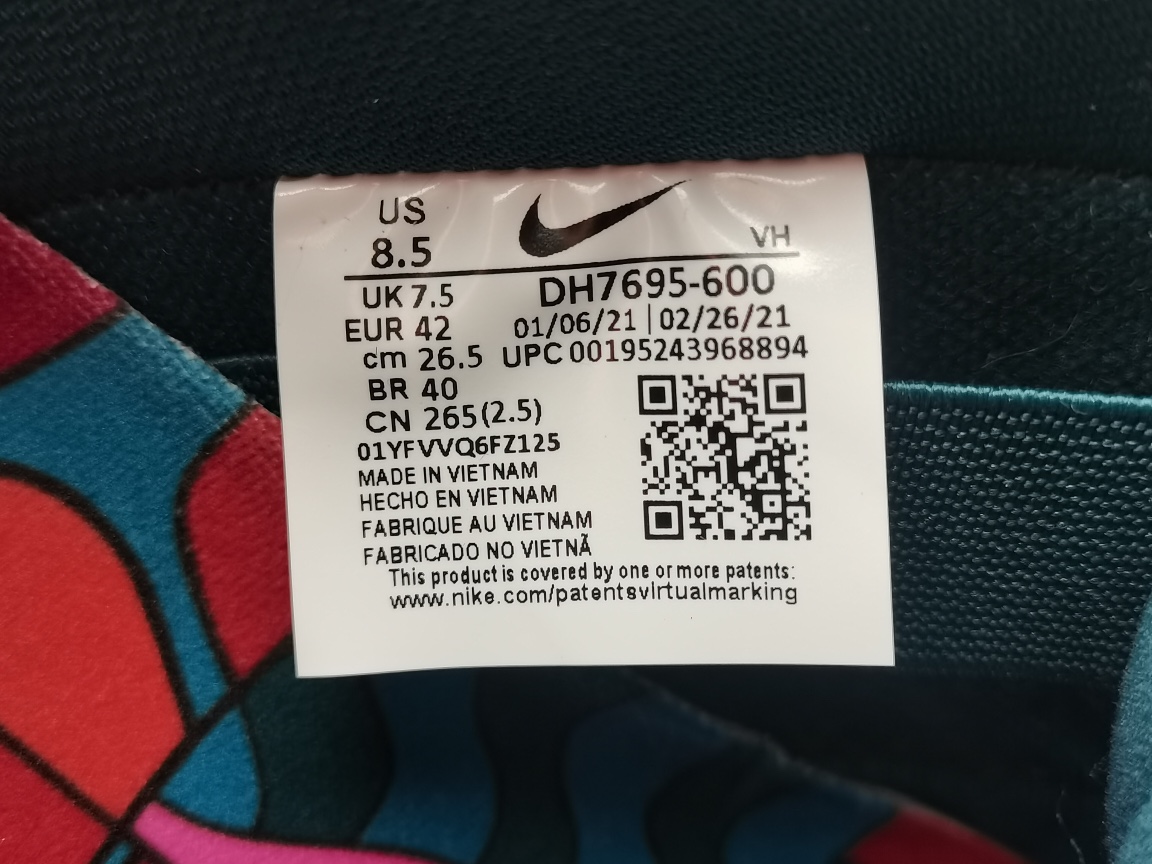 US
8.5
VH
UK 7.5
DH7695-600
EUR 42
01/06/21 | 02/26/21
cm 26.5
UPC 00195243968894
BR 40
CN 265(2.5)
01YFVVQ6FZ125
MADE IN VIETNAM
HECHO EN VIETNAM
FABRIQUE AU VIETNAM
FABRICADO NO VIETNÃ
This product is covered by one or more patents:
www.nike.com/patentsvirtualmarking